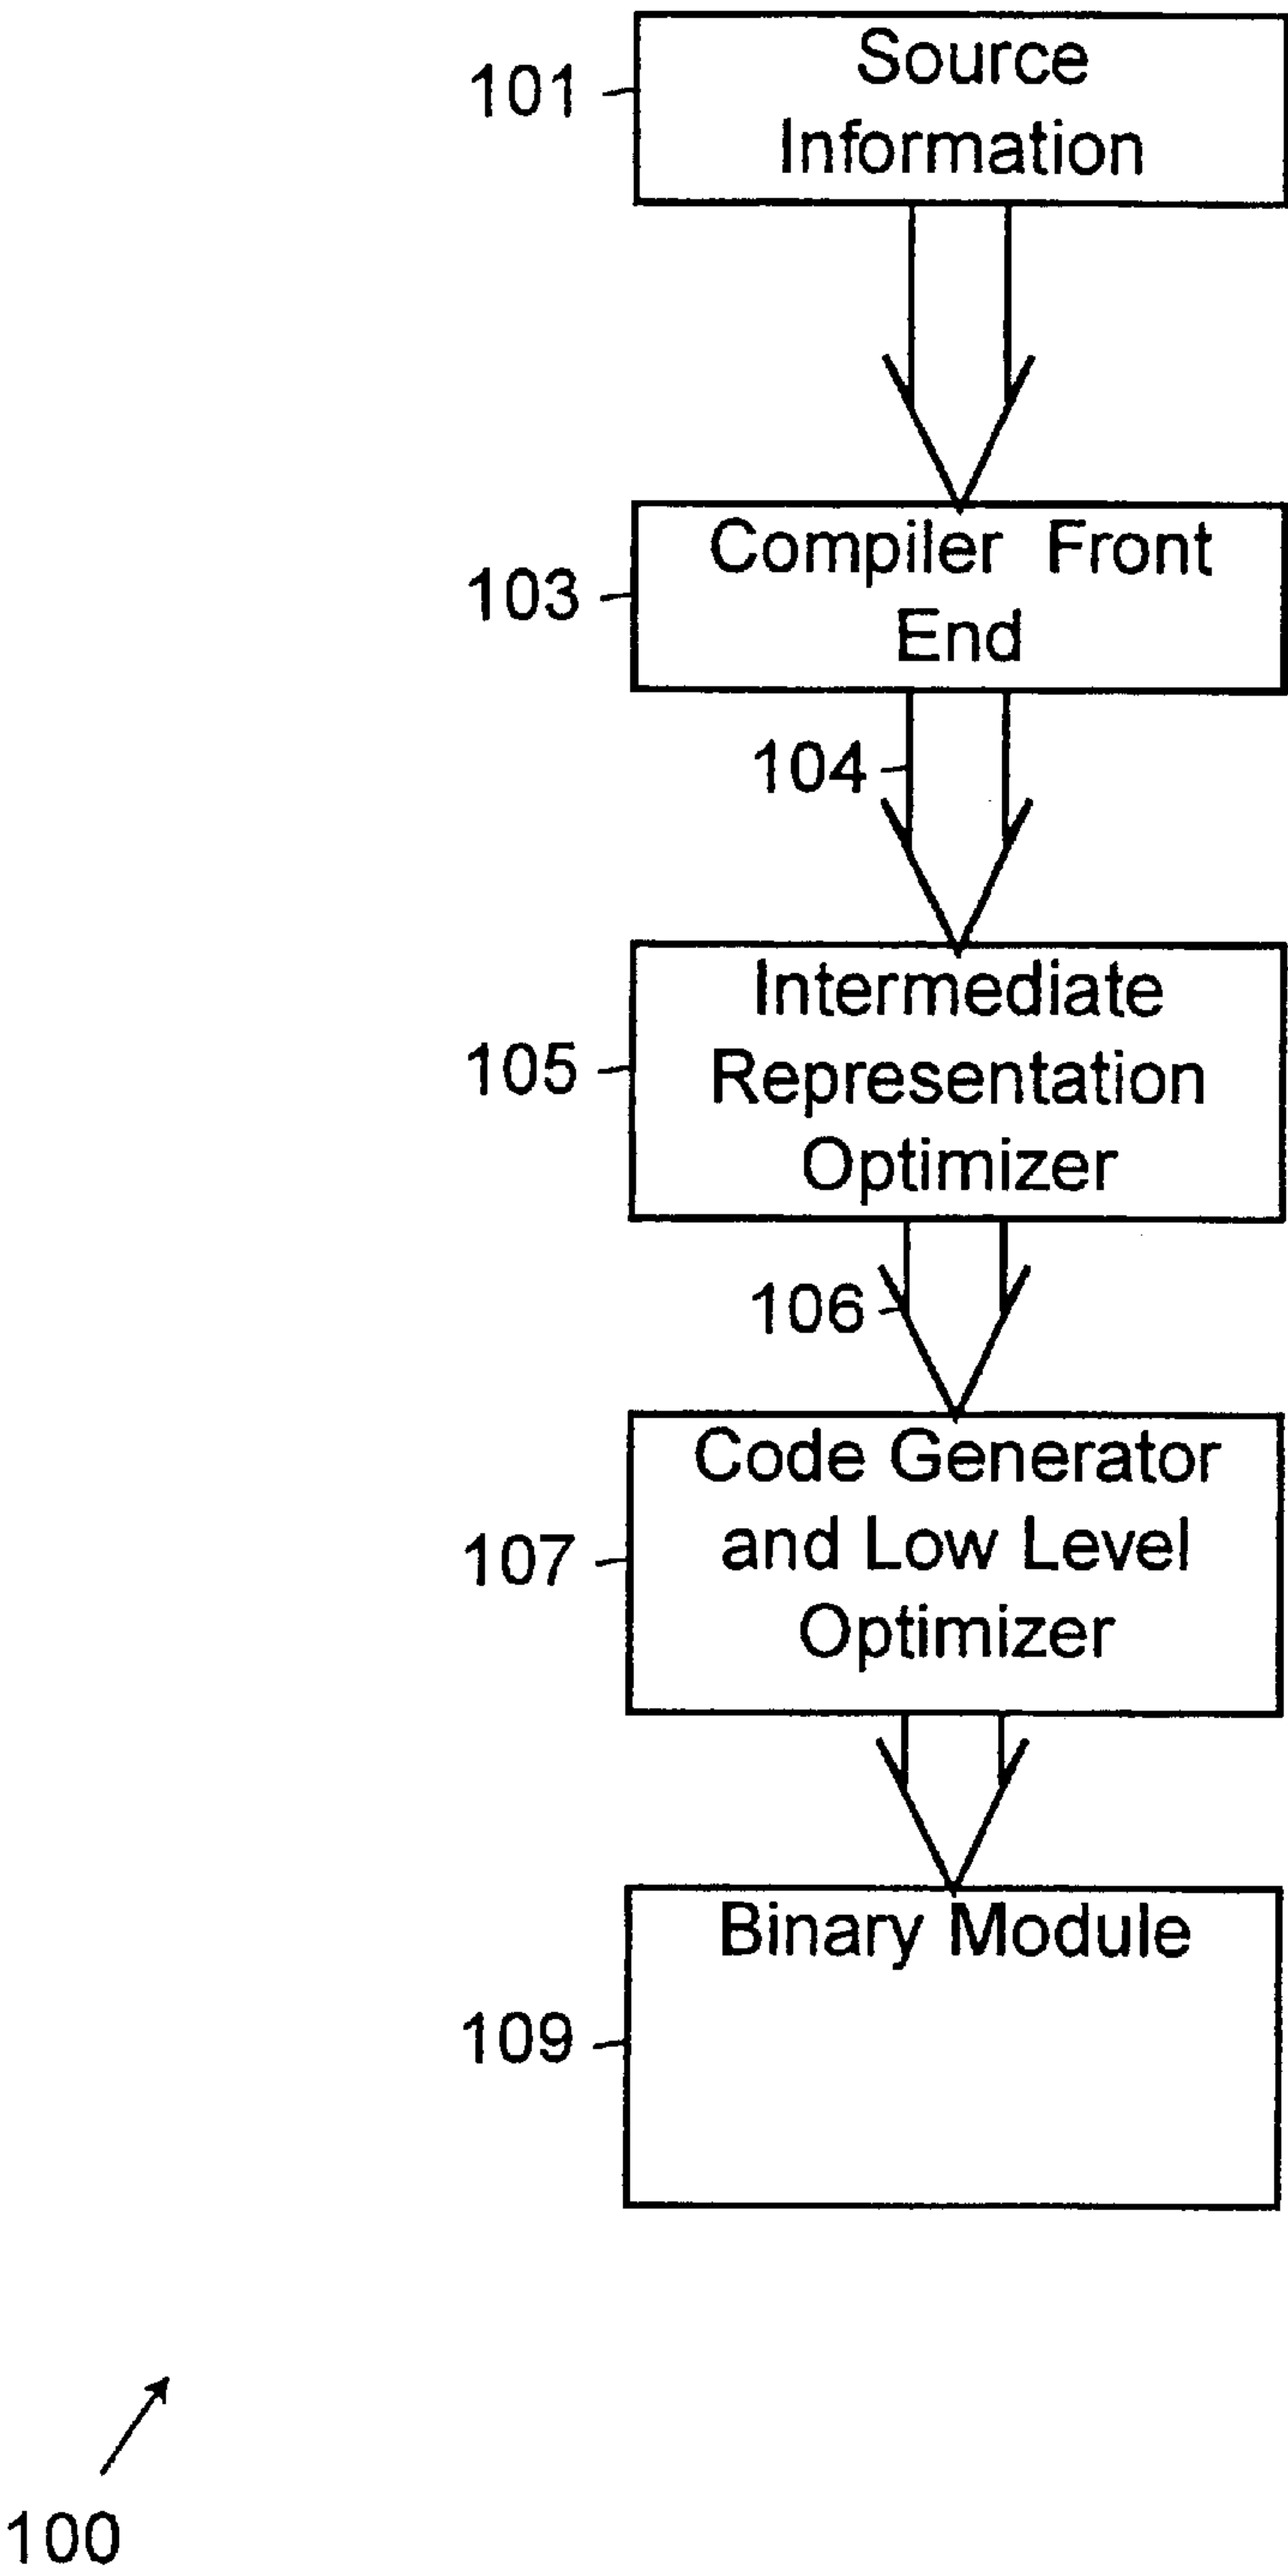 101
Source
Information
103
Compiler Front
End
104
105
Intermediate
Representation
Optimizer
106
107
Code Generator
and Low Level
Optimizer
109
Binary Module
100